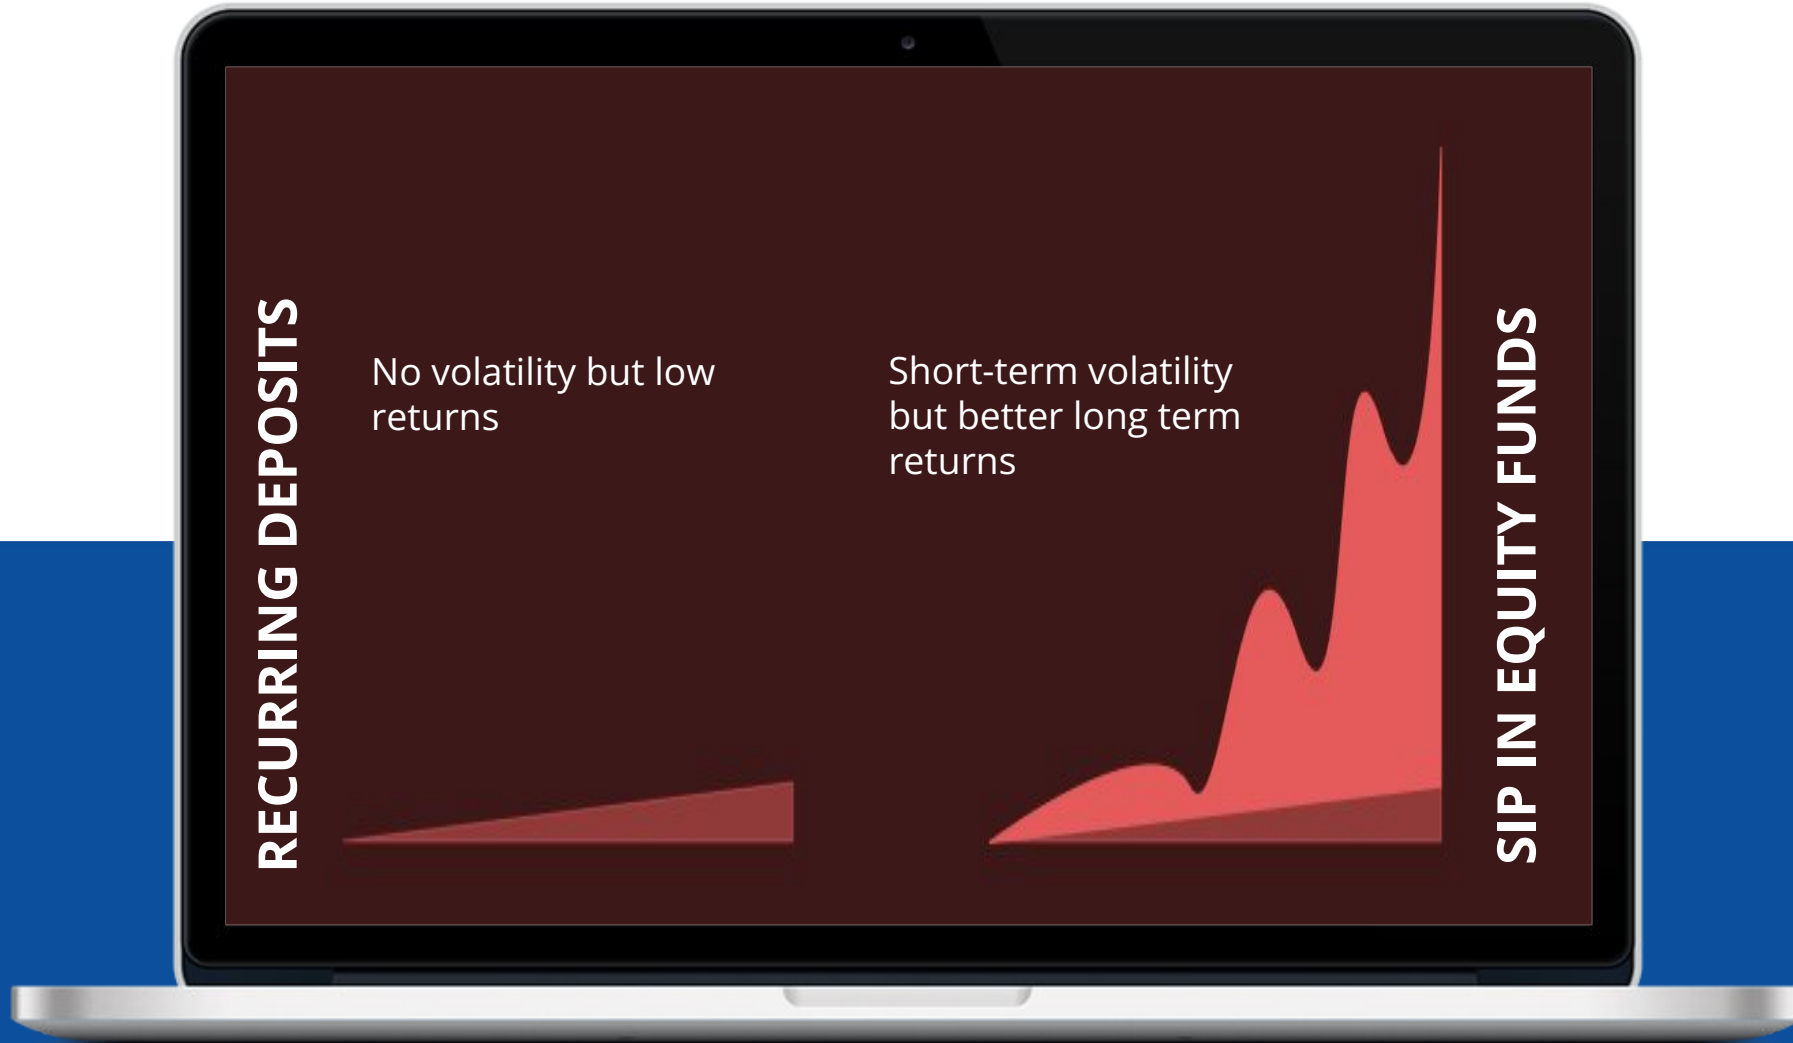 RECURRING DEPOSITS
No volatility but low
returns
Short-term volatility
but better long term
returns
SIP IN EQUITY FUNDS